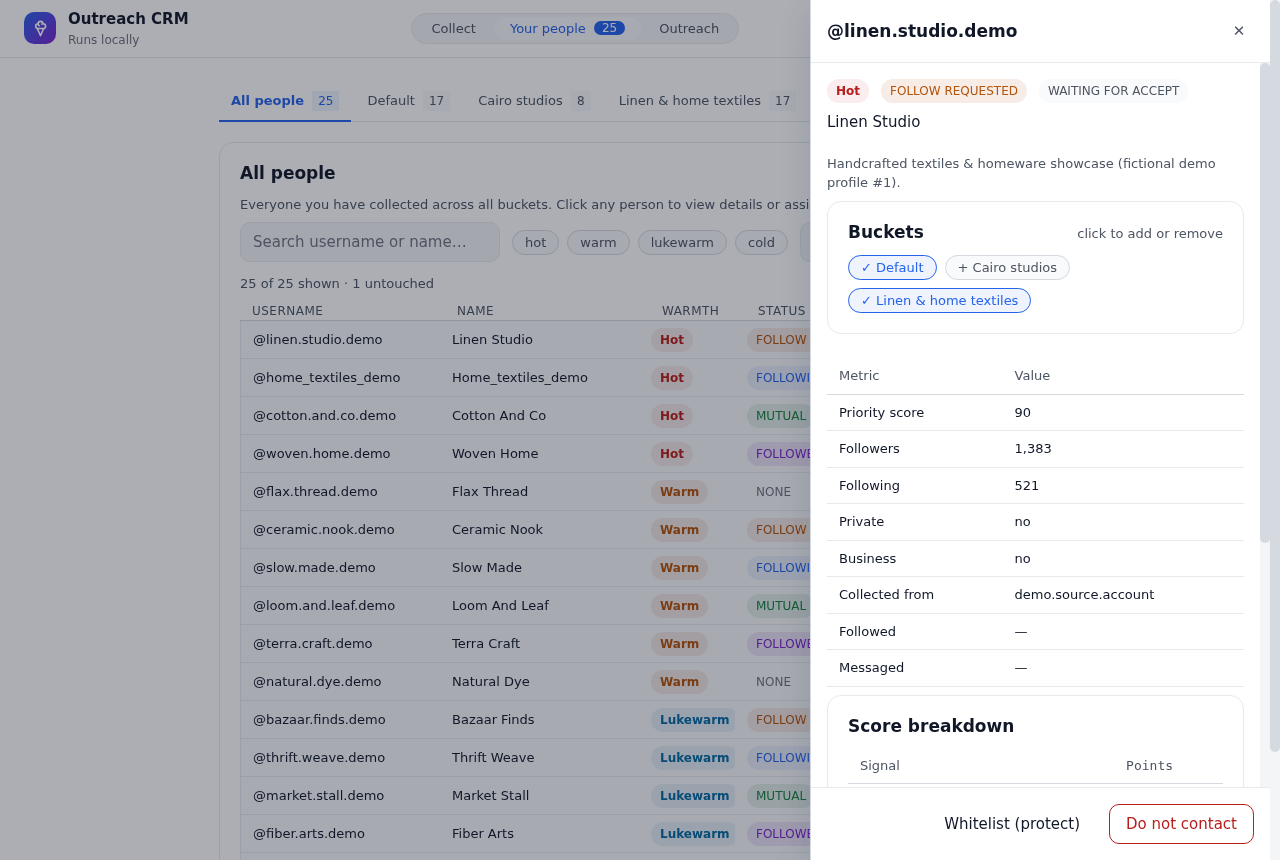 Outreach CRM
Runs locally
Collect
Your people 25
Outreach
All people 25
Default 17
Cairo studios 8
Linen & home textiles 17
All people
Everyone you have collected across all buckets. Click any person to view details or assi
Search username or name…
hot
warm
lukewarm
cold
25 of 25 shown · 1 untouched
USERNAME NAME WARMTH STATUS
@linen.studio.demo Linen Studio Hot FOLLOW
@home_textiles_demo Home_textiles_demo Hot FOLLOWI
@cotton.and.co.demo Cotton And Co Hot MUTUAL
@woven.home.demo Woven Home Hot FOLLOWE
@flax.thread.demo Flax Thread Warm NONE
@ceramic.nook.demo Ceramic Nook Warm FOLLOW
@slow.made.demo Slow Made Warm FOLLOWI
@loom.and.leaf.demo Loom And Leaf Warm MUTUAL
@terra.craft.demo Terra Craft Warm FOLLOWE
@natural.dye.demo Natural Dye Warm NONE
@bazaar.finds.demo Bazaar Finds Lukewarm FOLLOW
@thrift.weave.demo Thrift Weave Lukewarm FOLLOWI
@market.stall.demo Market Stall Lukewarm MUTUAL
@fiber.arts.demo Fiber Arts Lukewarm FOLLOWE
@linen.studio.demo ✕
Hot FOLLOW REQUESTED WAITING FOR ACCEPT
Linen Studio
Handcrafted textiles & homeware showcase (fictional demo
profile #1).
Buckets click to add or remove
✓ Default + Cairo studios
✓ Linen & home textiles
Metric Value
Priority score 90
Followers 1,383
Following 521
Private no
Business no
Collected from demo.source.account
Followed —
Messaged —
Score breakdown
Signal Points
Whitelist (protect)
Do not contact